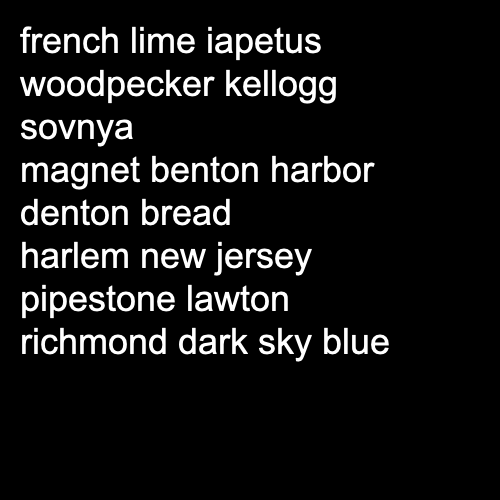 french lime iapetus
woodpecker kellogg
sovnya
magnet benton harbor
denton bread
harlem new jersey
pipestone lawton
richmond dark sky blue